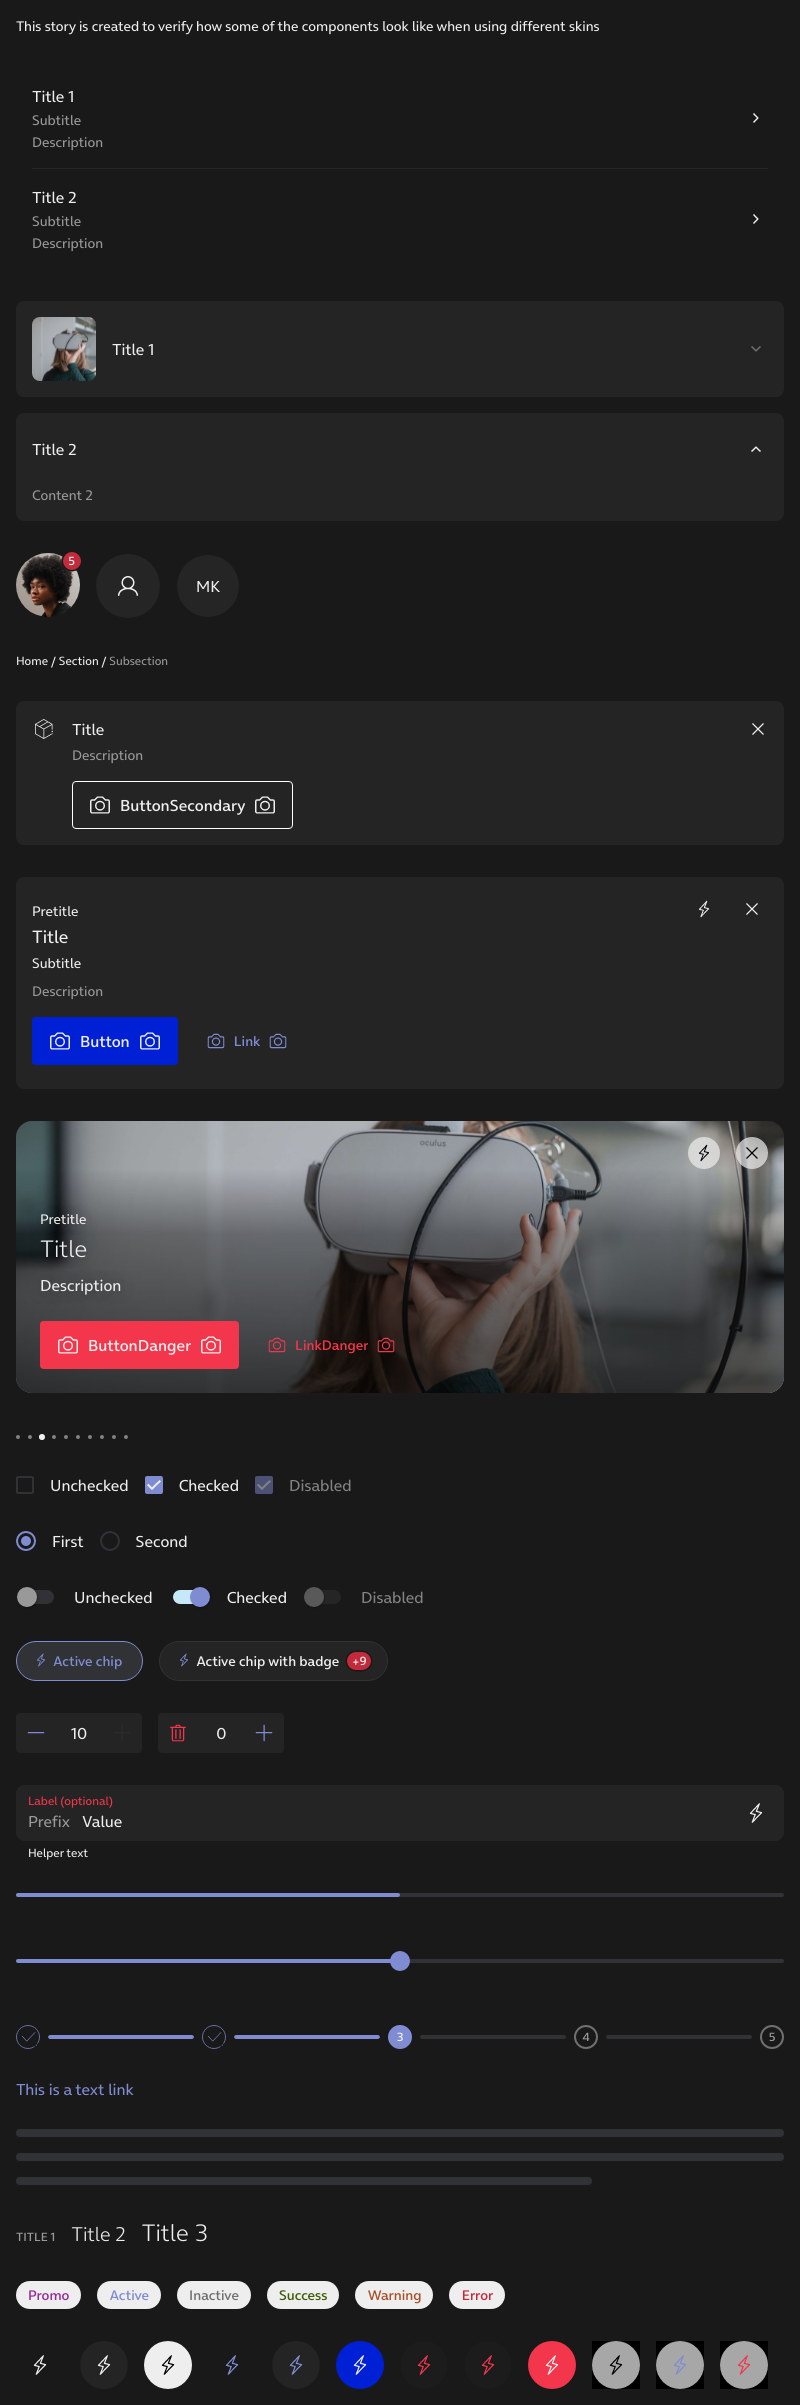 This story is created to verify how some of the components look like when using different skins
Title 1
Subtitle
Description
Title 2
Subtitle
Description
Title 1
Title 2
Content 2
5
MK
Home / Section / Subsection
Title
Description
ButtonSecondary
Pretitle
Title
Subtitle
Description
Button Link
oculus
Pretitle
Title
Description
ButtonDanger LinkDanger
Unchecked Checked Disabled
First Second
Unchecked Checked Disabled
Active chip Active chip with badge +9
10 0
Label (optional)
Prefix Value
Helper text
3 4 5
This is a text link
TITLE 1 Title 2 Title 3
Promo Active Inactive Success Warning Error